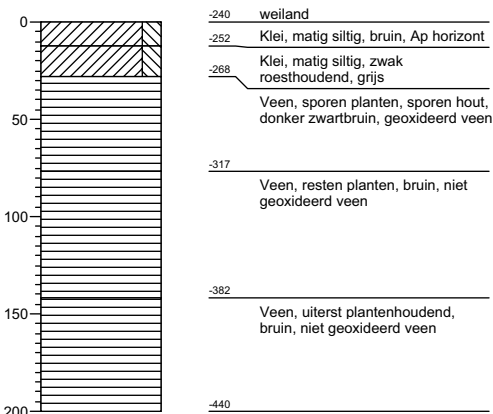 0
50
100
150
200
-240 weiland
-252 Klei, matig siltig, bruin, Ap horizont
Klei, matig siltig, zwak
-268 roesthoudend, grijs
Veen, sporen planten, sporen hout,
donker zwartbruin, geoxideerd veen
-317
Veen, resten planten, bruin, niet
geoxideerd veen
-382
Veen, uiterst plantenhoudend,
bruin, niet geoxideerd veen
-440